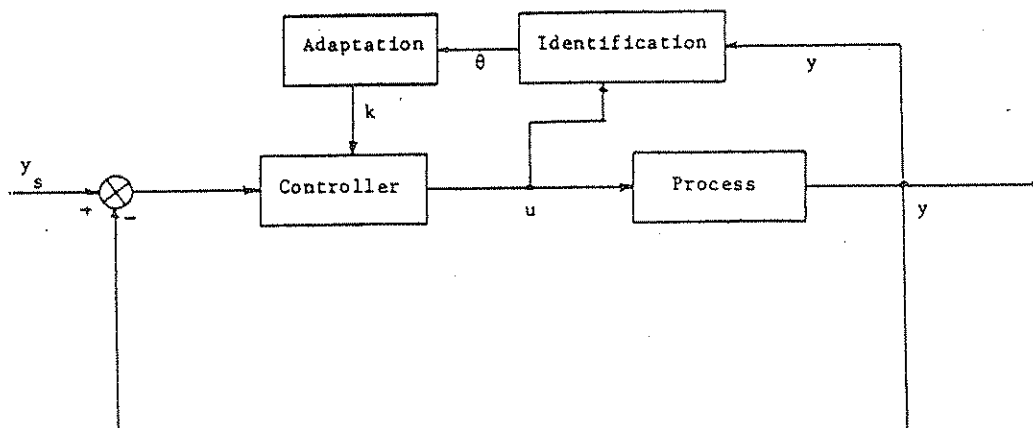 Adaptation
Identification
θ
y
k
y
s
+
−
Controller
u
Process
y